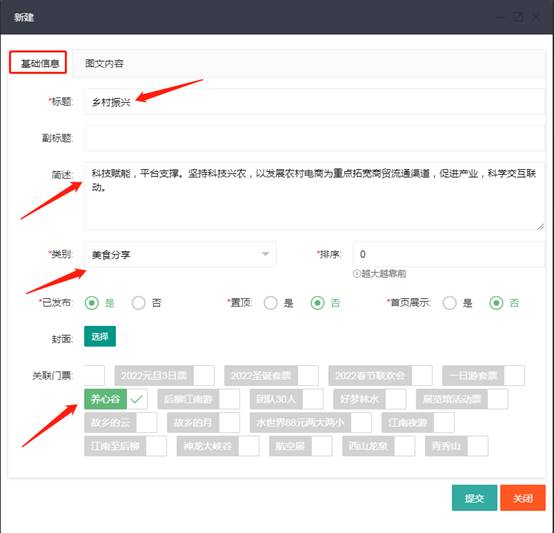 新建
基础信息 图文内容
*标题: 乡村振兴
副标题:
简述: 科技赋能，平台支撑。坚持科技兴农，以发展农村电商为重点拓宽商贸流通渠道，促进产业，科学交互联
动。
*类别: 美食分享 *排序: 0
越大越靠前
*已发布: 是 否 *置顶: 是 否 *首页展示: 是 否
封面: 选择
关联门票: 2022元旦3日票 2022圣诞套票 2022春节联欢会 一日游套票
养心谷 后柳江南游 团队30人 好梦林水 展览馆活动票
故乡的云 故乡的月 水世界88元两大两小 江南夜游
江南至后柳 神龙大峡谷 航空展 西山龙泉 青秀山
提交 关闭